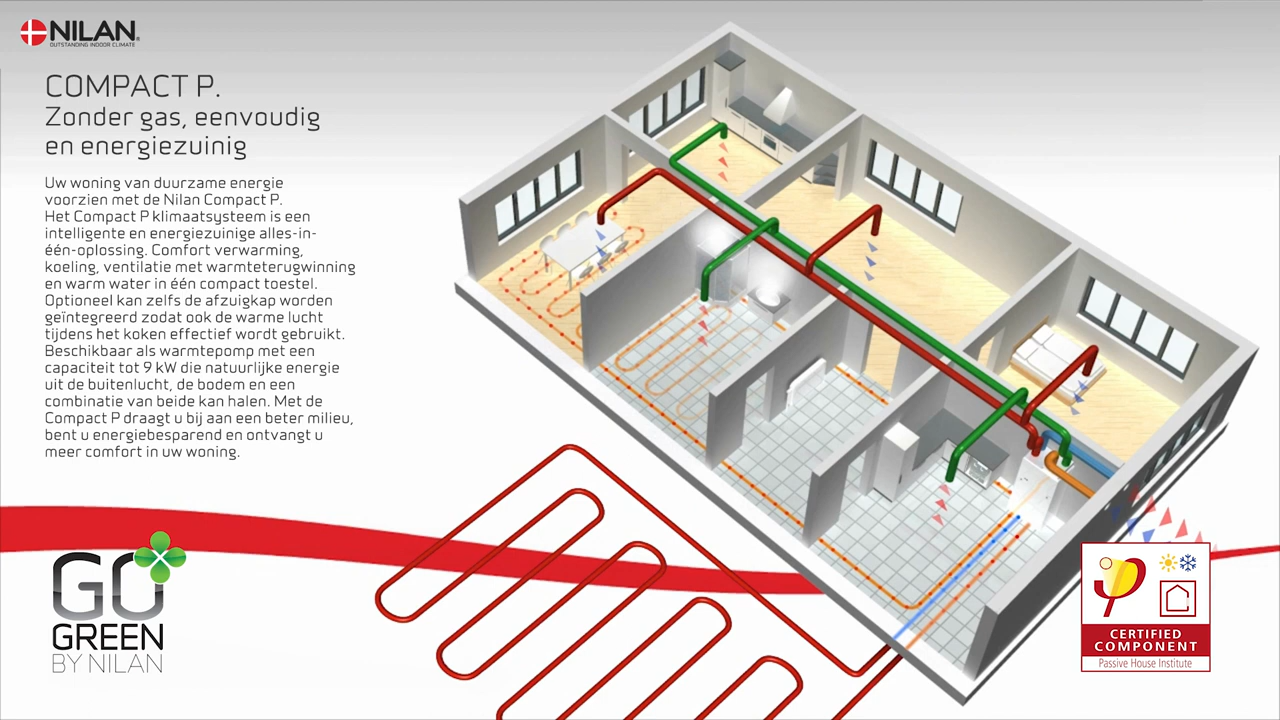 NILAN®
OUTSTANDING INDOOR CLIMATE
COMPACT P.
Zonder gas, eenvoudig
en energiezuinig
Uw woning van duurzame energie
voorzien met de Nilan Compact P.
Het Compact P klimaatsysteem is een
intelligente en energiezuinige alles-in-
één-oplossing. Comfort verwarming,
koeling, ventilatie met warmteterugwinning
en warm water in één compact toestel.
Optioneel kan zelfs de afzuigkap worden
geïntegreerd zodat ook de warme lucht
tijdens het koken effectief wordt gebruikt.
Beschikbaar als warmtepomp met een
capaciteit tot 9 kW die natuurlijke energie
uit de buitenlucht, de bodem en een
combinatie van beide kan halen. Met de
Compact P draagt u bij aan een beter milieu,
bent u energiebesparend en ontvangt u
meer comfort in uw woning.
GO
GREEN
BY NILAN
CERTIFIED
COMPONENT
Passive House Institute